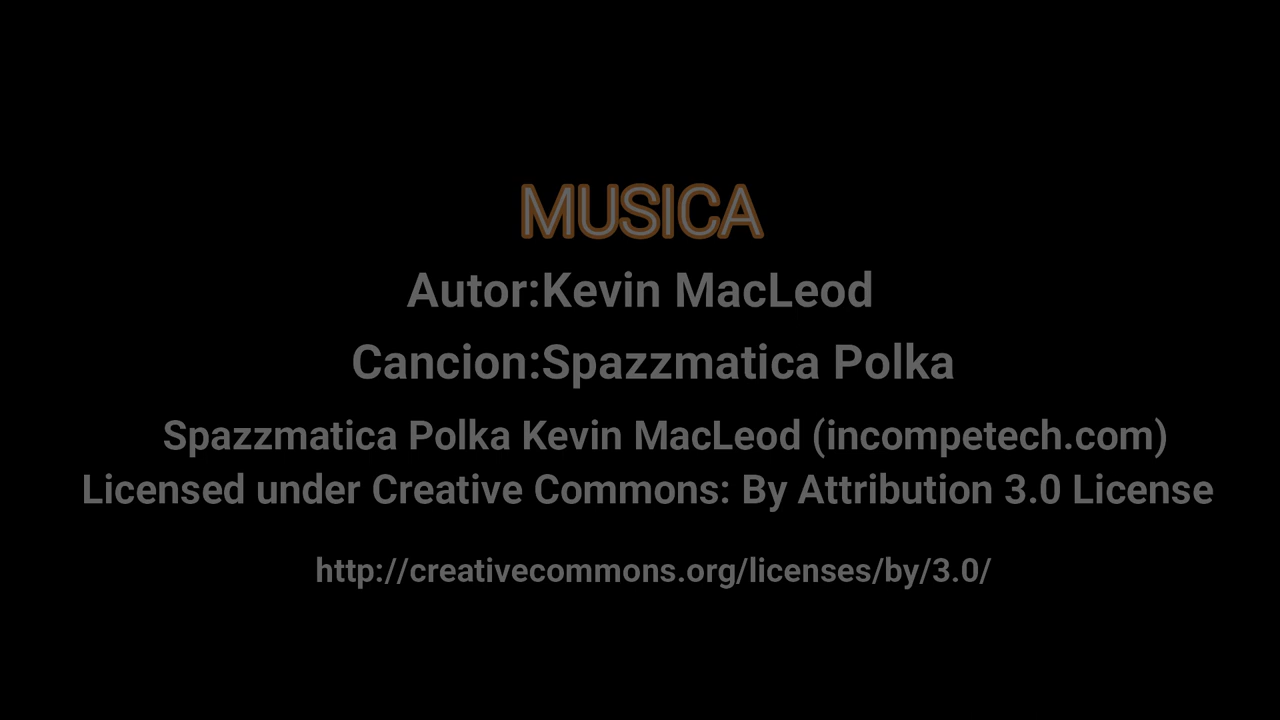 MUSICA
Autor:Kevin MacLeod
Cancion:Spazzmatica Polka
Spazzmatica Polka Kevin MacLeod (incompetech.com)
Licensed under Creative Commons: By Attribution 3.0 License
http://creativecommons.org/licenses/by/3.0/